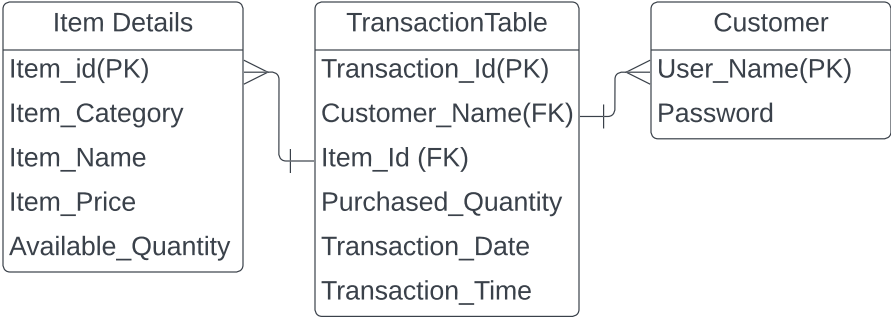 Item Details
Item_id(PK)
Item_Category
Item_Name
Item_Price
Available_Quantity
TransactionTable
Transaction_Id(PK)
Customer_Name(FK)
Item_Id (FK)
Purchased_Quantity
Transaction_Date
Transaction_Time
Customer
User_Name(PK)
Password